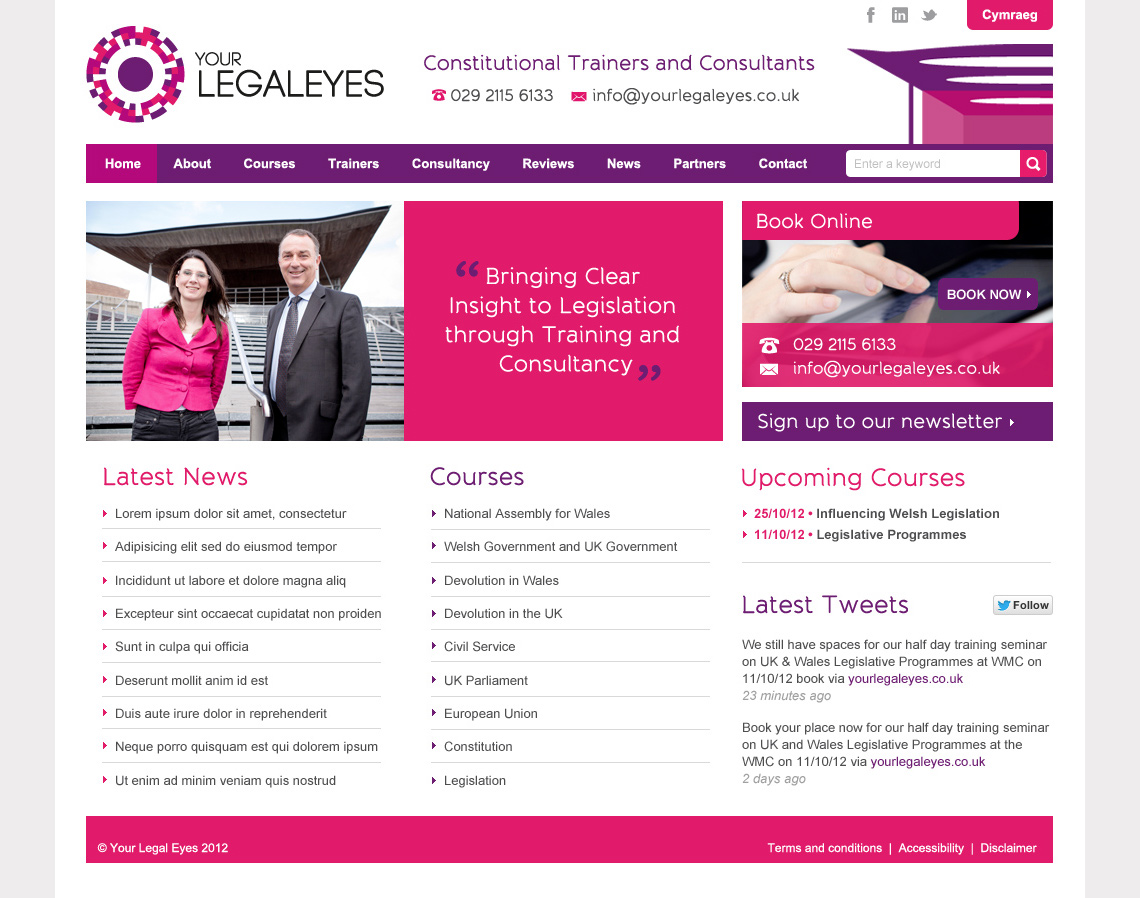 Cymraeg
YOUR
LEGALEYES
Constitutional Trainers and Consultants
029 2115 6133 info@yourlegaleyes.co.uk
Home About Courses Trainers Consultancy Reviews News Partners Contact Enter a keyword
“Bringing Clear
Insight to Legislation
through Training and
Consultancy”
Book Online
BOOK NOW
029 2115 6133
info@yourlegaleyes.co.uk
Sign up to our newsletter
Latest News
Lorem ipsum dolor sit amet, consectetur
Adipisicing elit sed do eiusmod tempor
Incididunt ut labore et dolore magna aliq
Excepteur sint occaecat cupidatat non proiden
Sunt in culpa qui officia
Deserunt mollit anim id est
Duis aute irure dolor in reprehenderit
Neque porro quisquam est qui dolorem ipsum
Ut enim ad minim veniam quis nostrud
Courses
National Assembly for Wales
Welsh Government and UK Government
Devolution in Wales
Devolution in the UK
Civil Service
UK Parliament
European Union
Constitution
Legislation
Upcoming Courses
25/10/12 • Influencing Welsh Legislation
11/10/12 • Legislative Programmes
Latest Tweets
Follow
We still have spaces for our half day training seminar
on UK & Wales Legislative Programmes at WMC on
11/10/12 book via yourlegaleyes.co.uk
23 minutes ago
Book your place now for our half day training seminar
on UK and Wales Legislative Programmes at the
WMC on 11/10/12 via yourlegaleyes.co.uk
2 days ago
© Your Legal Eyes 2012
Terms and conditions | Accessibility | Disclaimer